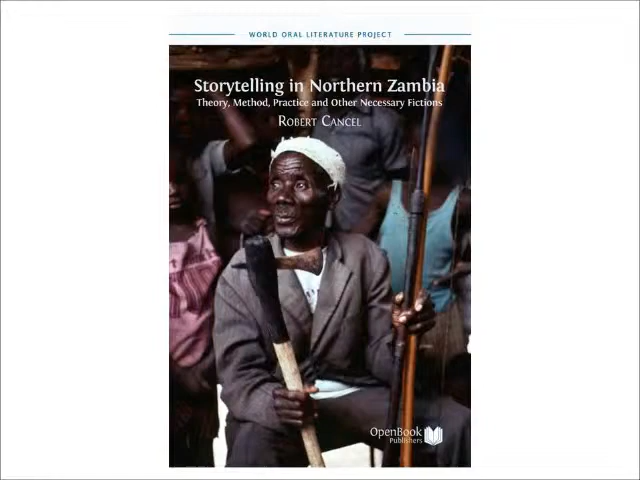 WORLD ORAL LITERATURE PROJECT
Storytelling in Northern Zambia
Theory, Method, Practice and Other Necessary Fictions
ROBERT CANCEL
OpenBook
Publishers